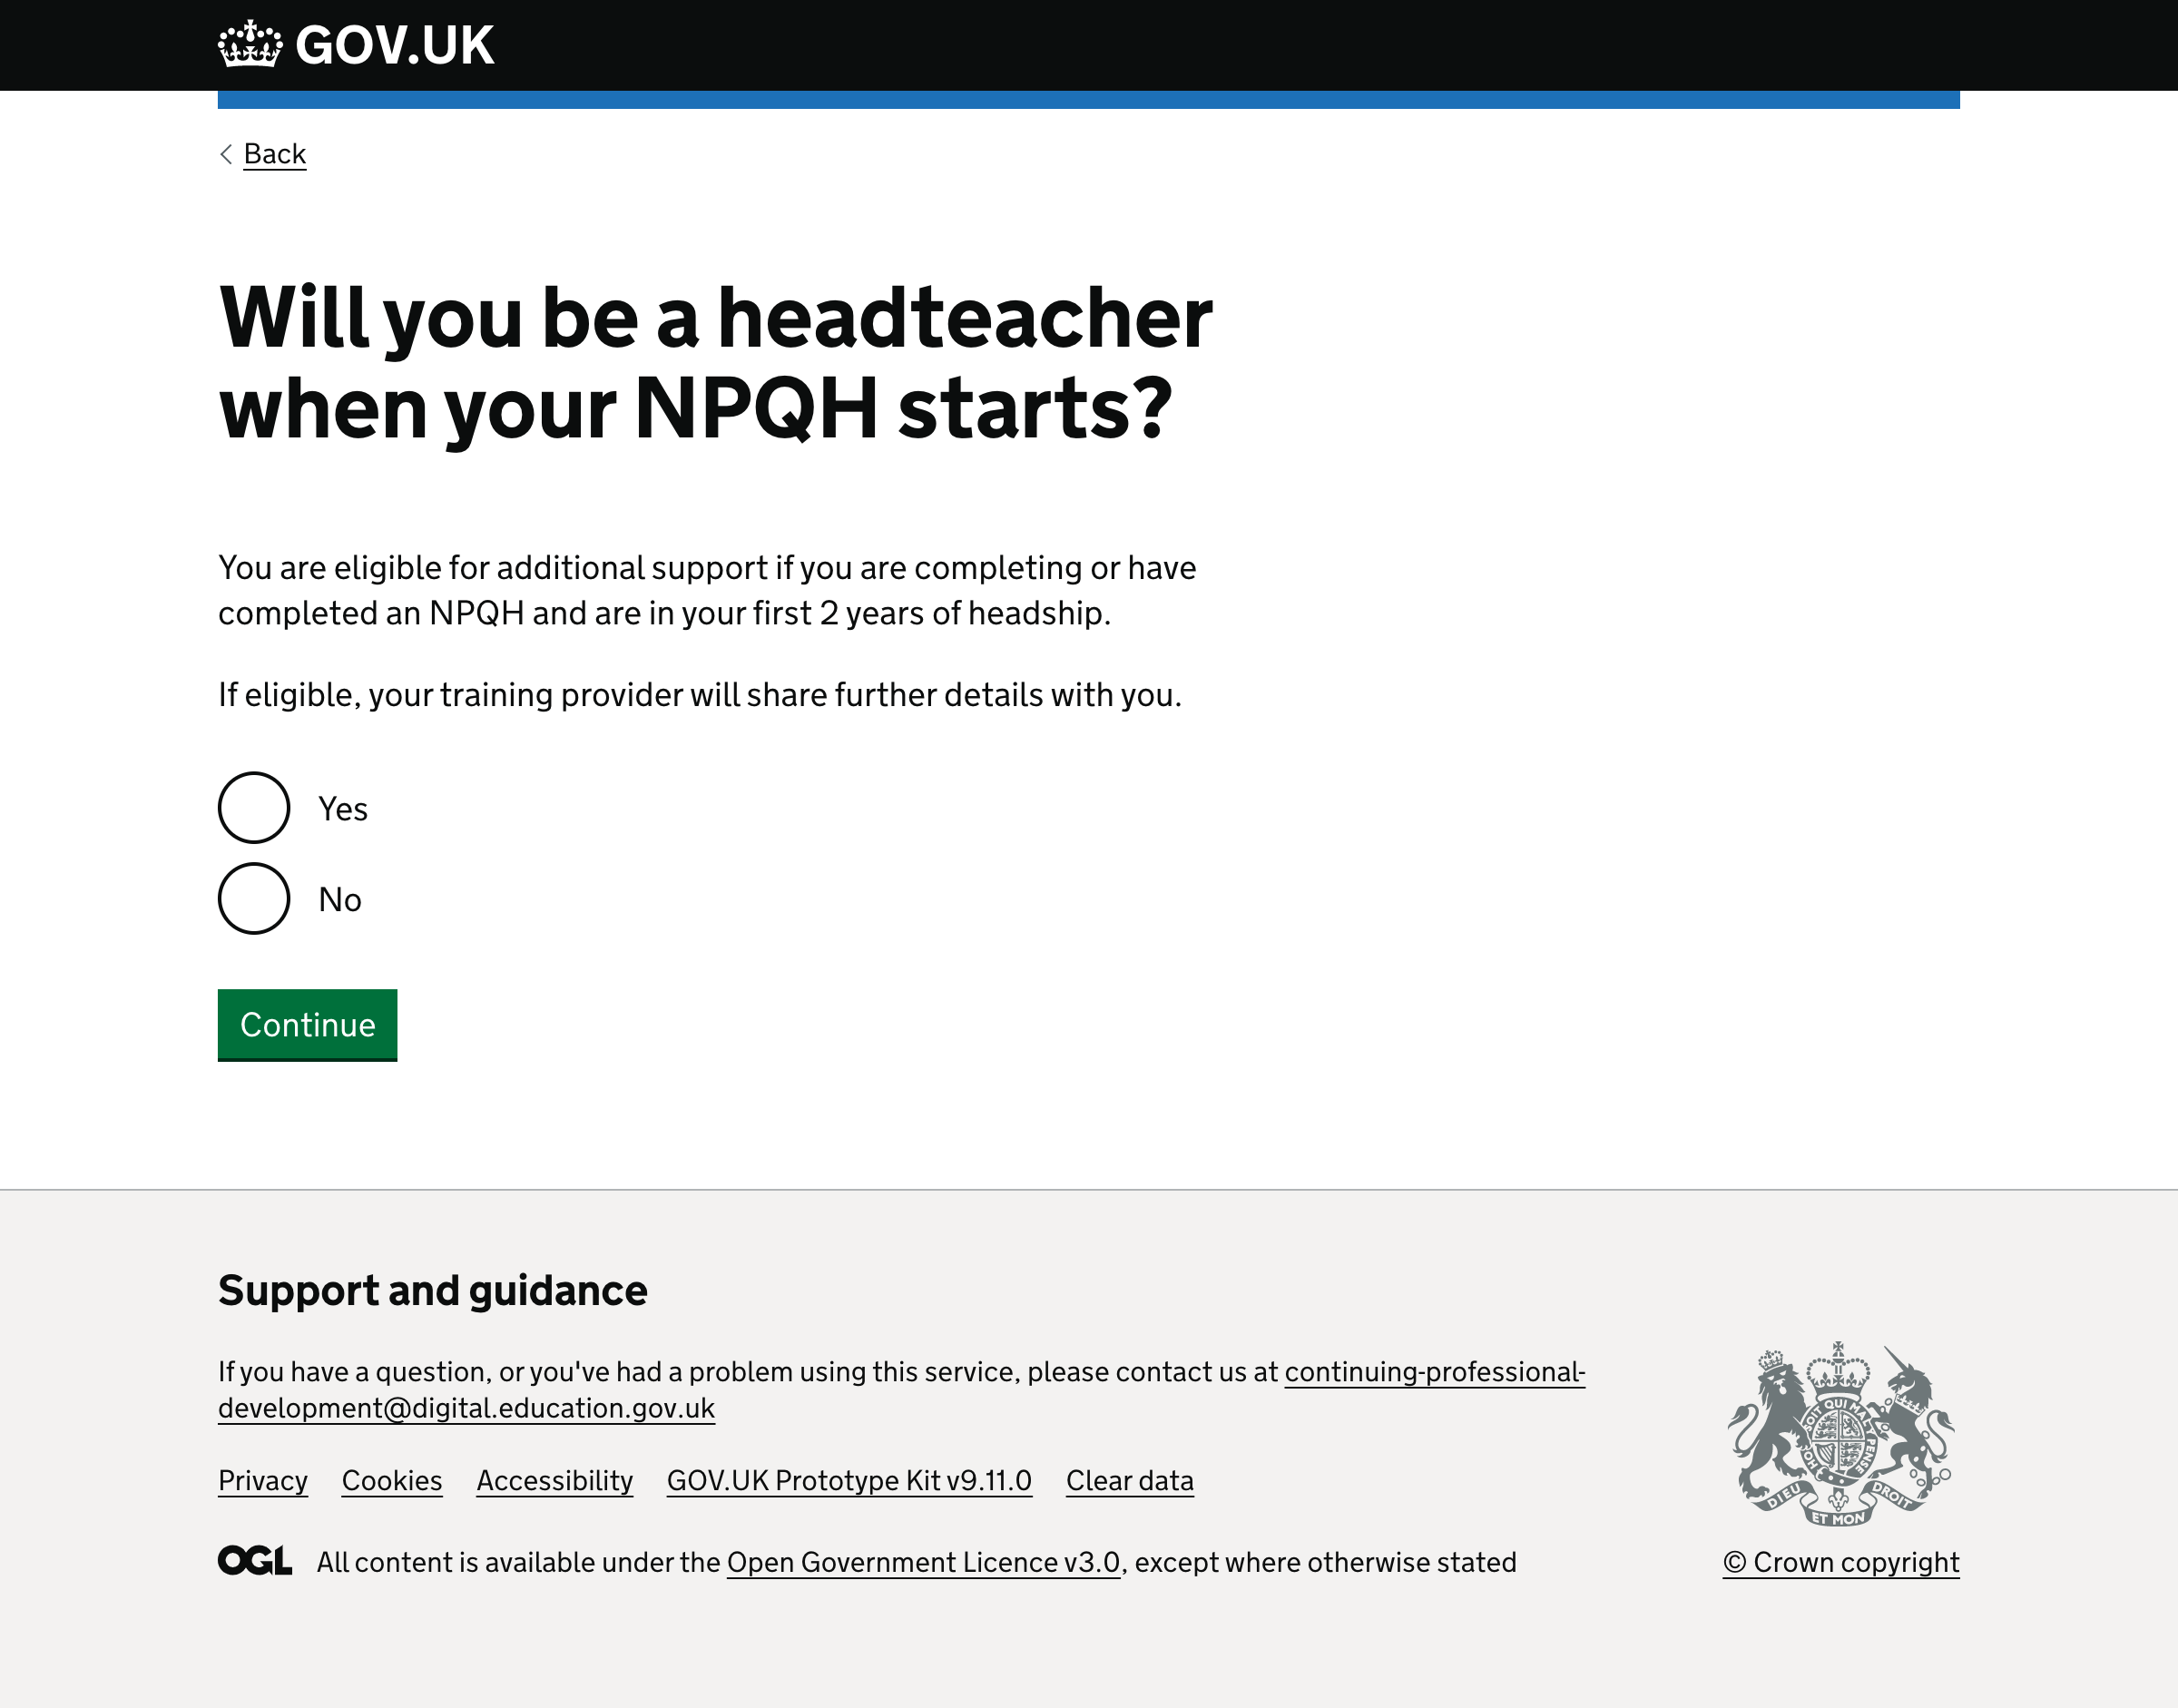 GOV.UK
Back
Will you be a headteacher
when your NPQH starts?
You are eligible for additional support if you are completing or have
completed an NPQH and are in your first 2 years of headship.
If eligible, your training provider will share further details with you.
Yes
No
Continue
Support and guidance
If you have a question, or you've had a problem using this service, please contact us at continuing-professional-
development@digital.education.gov.uk
Privacy Cookies Accessibility GOV.UK Prototype Kit v9.11.0 Clear data
OGL All content is available under the Open Government Licence v3.0, except where otherwise stated
SOIT QUI MAL
PENSE
HON
DIEU
ET MON
DROIT
© Crown copyright